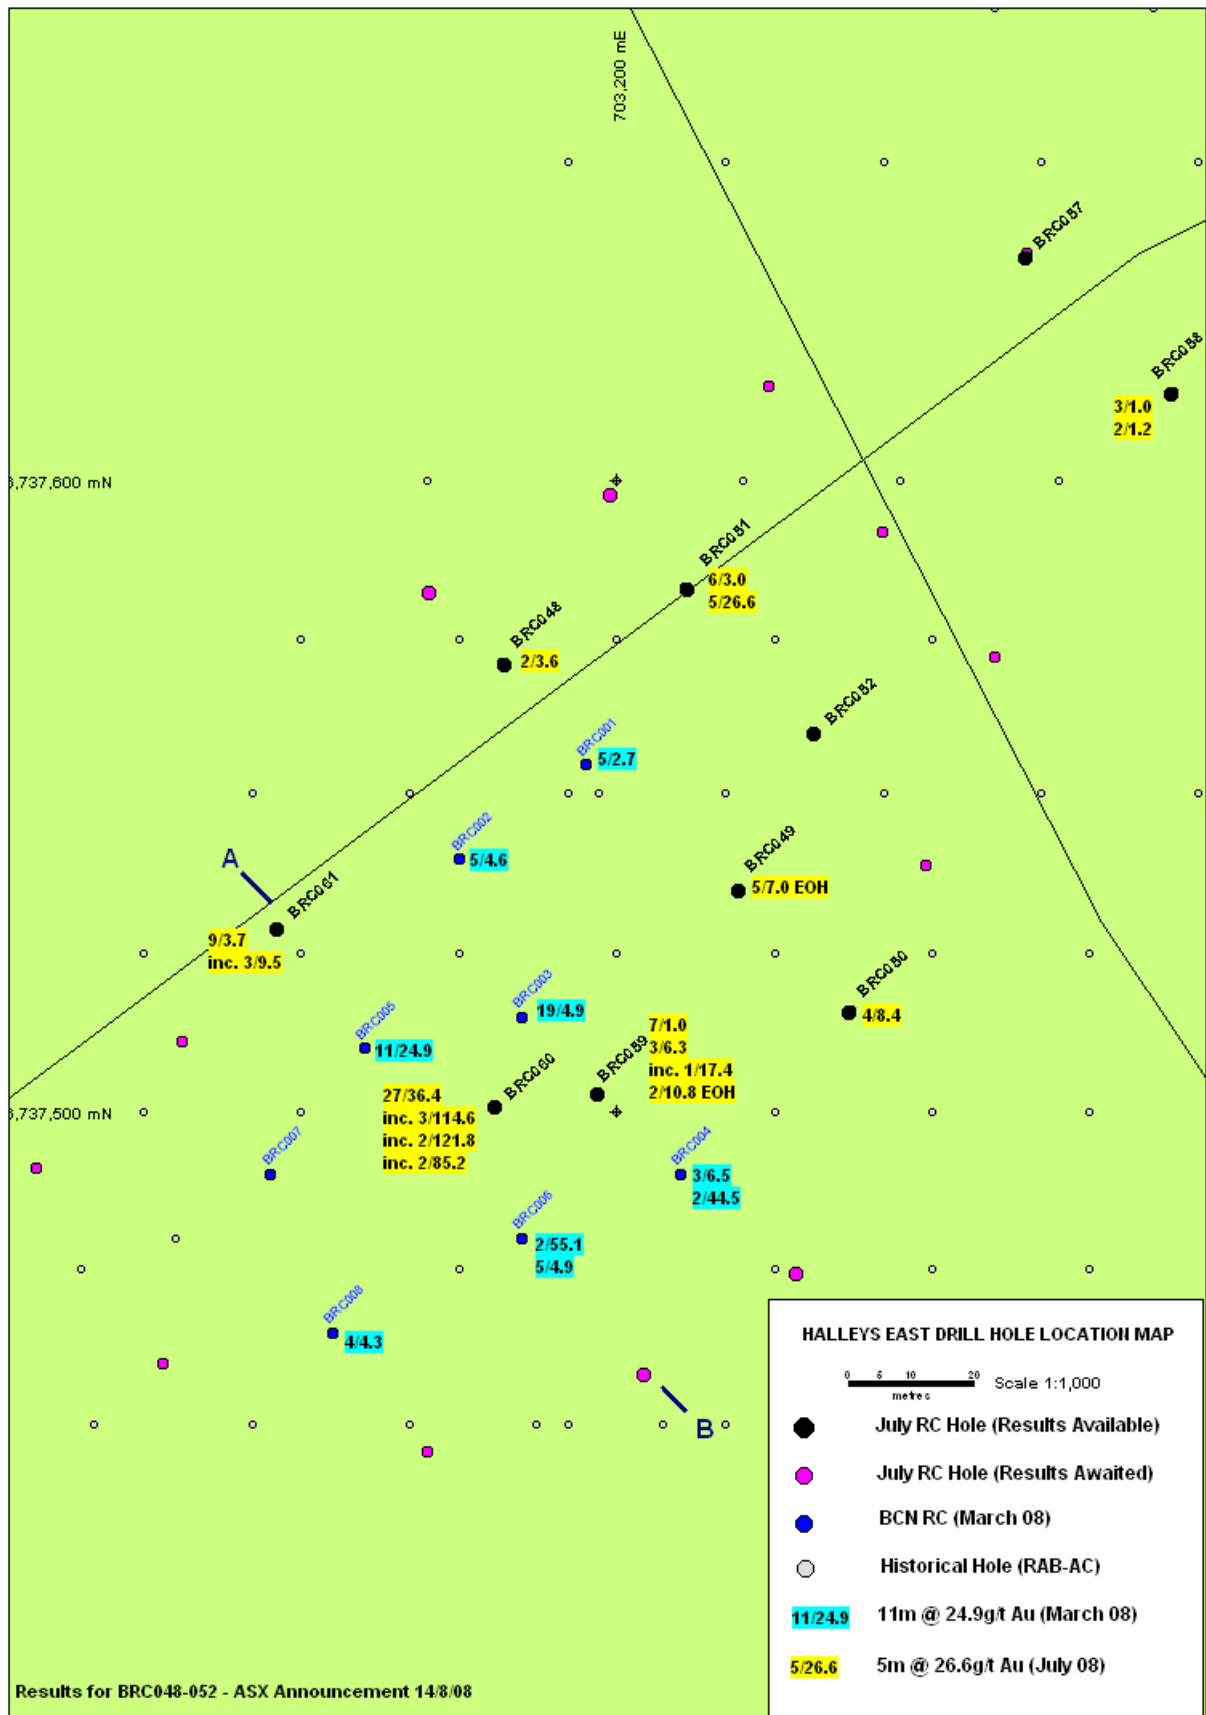 703,200 mE
BRC057
BRC058
3/1.0
2/1.2
3,737,600 mN
BRC051
6/3.0
5/26.6
BRC048
2/3.6
BRC052
BRC001
5/2.7
BRC002
5/4.6
BRC049
5/7.0 EOH
A
BRC061
9/3.7
inc. 3/9.5
BRC050
4/8.4
BRC003
19/4.9
BRC005
11/24.9
7/1.0
3/6.3
inc. 1/17.4
2/10.8 EOH
BRC059
BRC060
27/36.4
inc. 3/114.6
inc. 2/121.8
inc. 2/85.2
3,737,500 mN
BRC007
BRC004
3/6.5
2/44.5
BRC006
2/55.1
5/4.9
BRC008
4/4.3
B
HALLEYS EAST DRILL HOLE LOCATION MAP
0 5 10 20
metres
Scale 1:1,000
July RC Hole (Results Available)
July RC Hole (Results Awaited)
BCN RC (March 08)
Historical Hole (RAB-AC)
11/24.9 11m @ 24.9g/t Au (March 08)
5/26.6 5m @ 26.6g/t Au (July 08)
Results for BRC048-052 - ASX Announcement 14/8/08